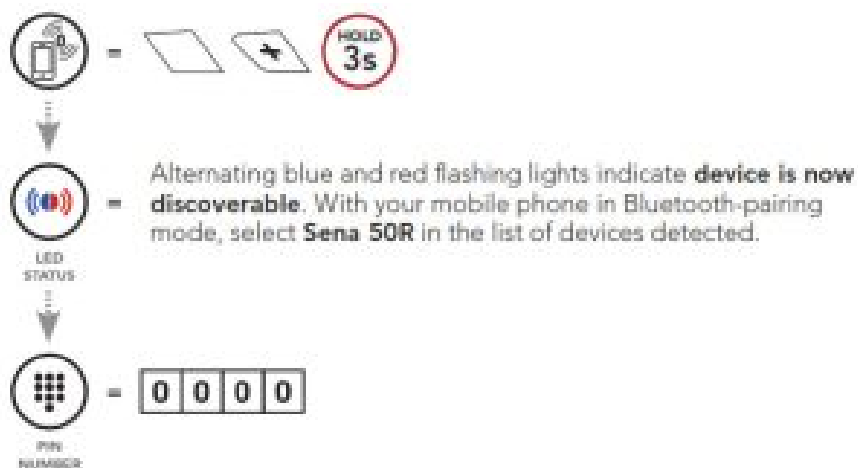 =
HOLD
3s
=
Alternating blue and red flashing lights indicate device is now
discoverable. With your mobile phone in Bluetooth-pairing
mode, select Sena 50R in the list of devices detected.
LED
STATUS
=
0 0 0 0
PIN
NUMBER